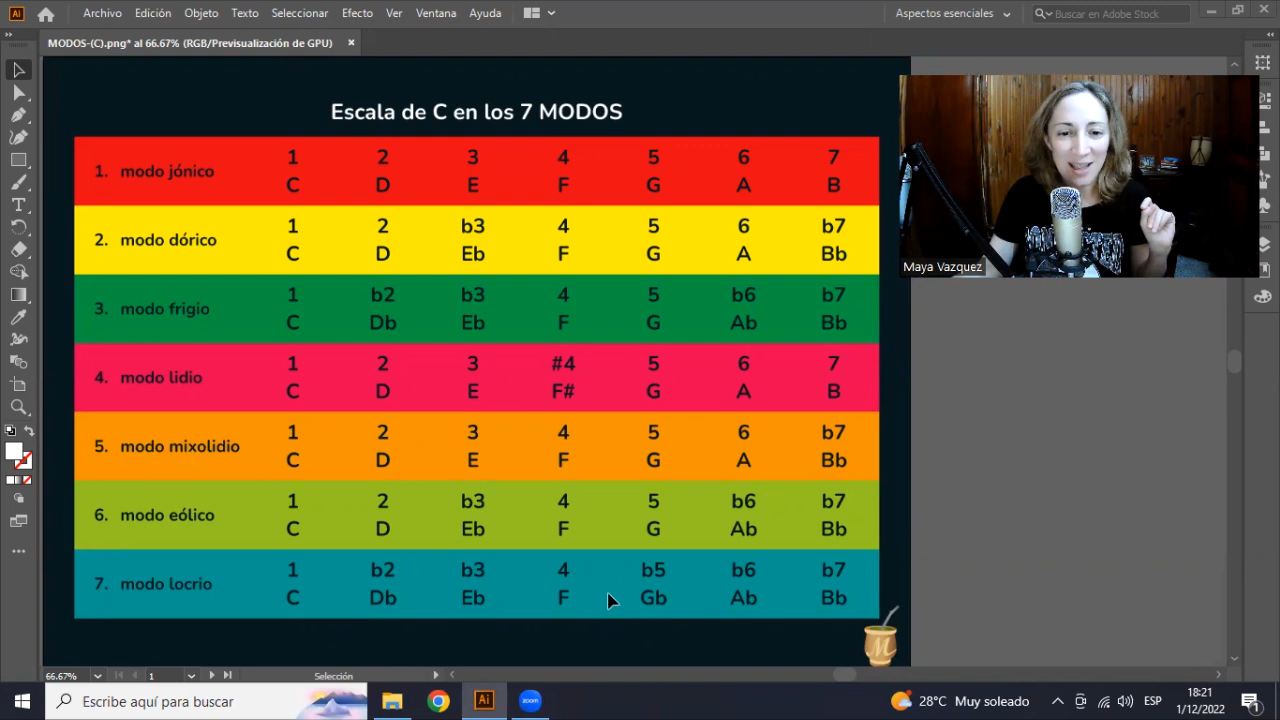 Archivo Edición Objeto Texto Seleccionar Efecto Ver Ventana Ayuda Aspectos esenciales Buscar en Adobe Stock
MODOS-(C).png* al 66.67% (RGB/Previsualización de GPU)
Escala de C en los 7 MODOS
1 2 3 4 5 6 7
1. modo jónico
C D E F G A B
1 2 b3 4 5 6 b7
2. modo dórico
C D Eb F G A Bb
1 b2 b3 4 5 b6 b7
3. modo frigio
C Db Eb F G Ab Bb
1 2 3 #4 5 6 7
4. modo lidio
C D E F# G A B
1 2 3 4 5 6 b7
5. modo mixolidio
C D E F G A Bb
1 2 b3 4 5 b6 b7
6. modo eólico
C D Eb F G Ab Bb
1 b2 b3 4 b5 b6 b7
7. modo locrio
C Db Eb F Gb Ab Bb
Maya Vazquez
M
66.67% 1 Selección
Escribe aquí para buscar Ai zoom 28°C Muy soleado ESP 18:21
1/12/2022